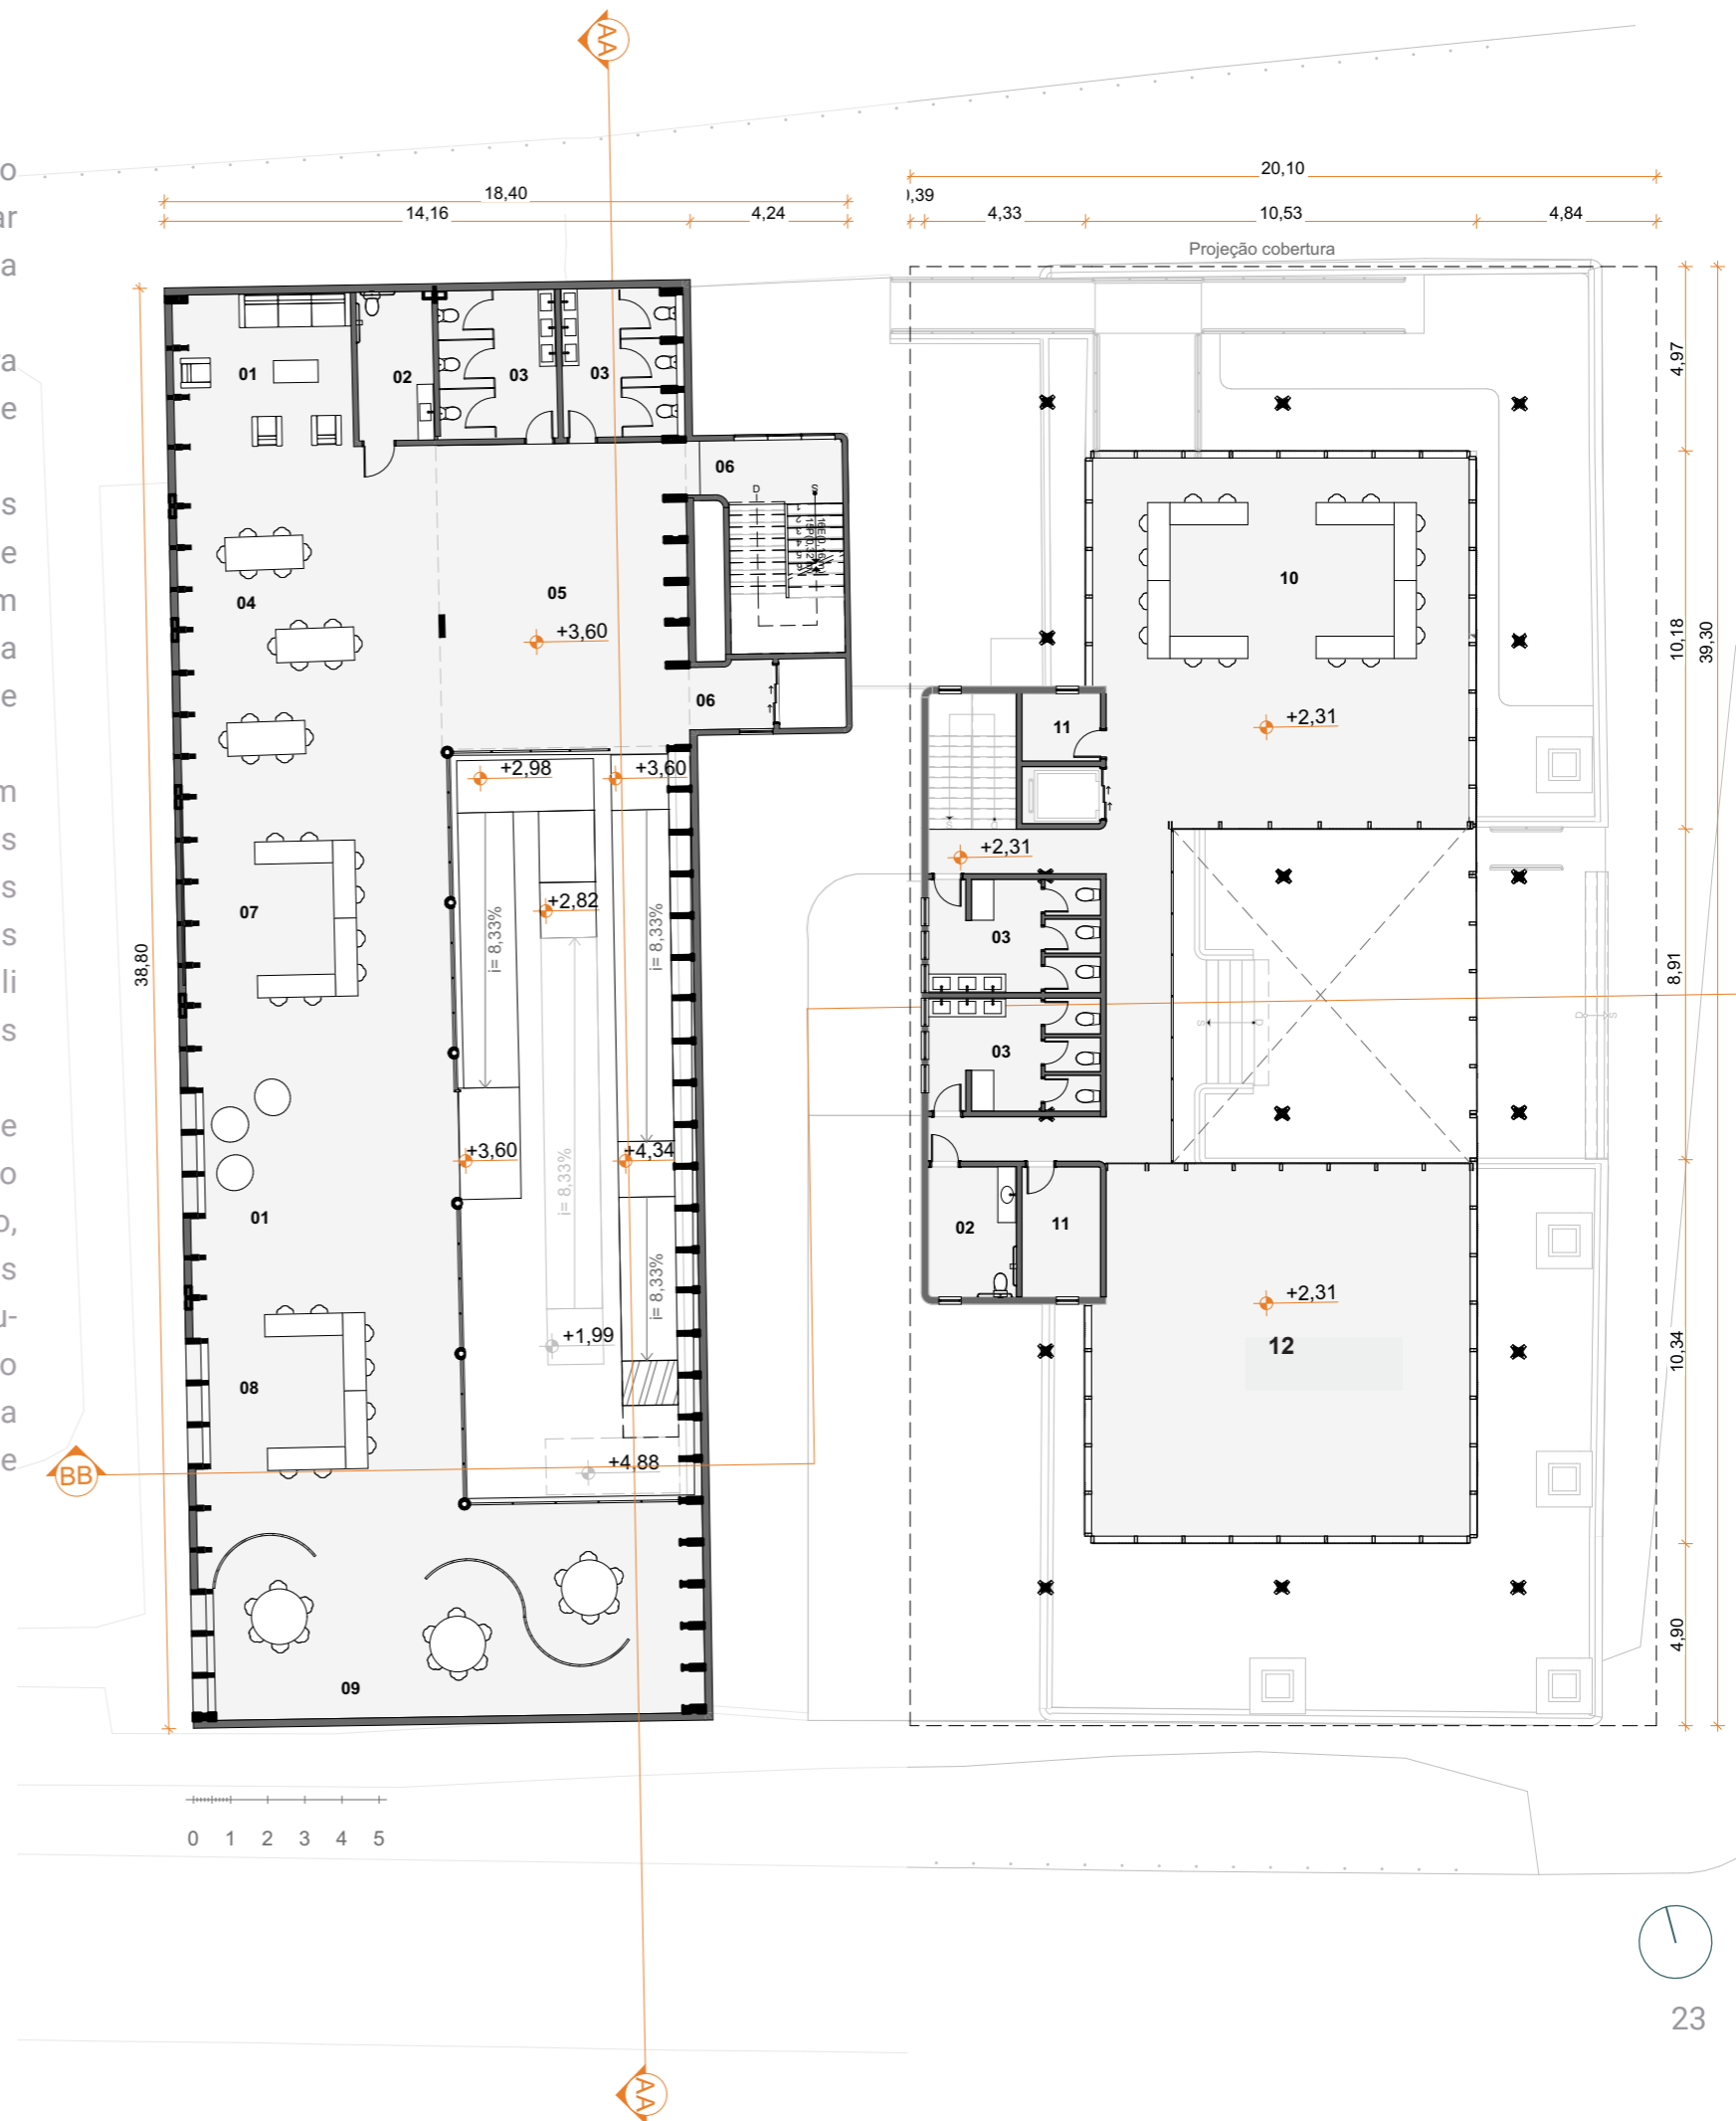 AA
o
ar
a
a
e
s
e
m
a
e
m
s
s
s
li
s
e
o
o,
s
u-
o
a
e
18,40
14,16
4,24
20,10
0,39
4,33
10,53
4,84
Projeção cobertura
4,97
10,18
39,30
8,91
10,34
4,90
38,80
01
02
03
03
06
D
S
04
05
+3,60
06
+2,98
+3,60
i= 8,33%
+2,82
i= 8,33%
07
+3,60
+4,34
i= 8,33%
01
i= 8,33%
+1,99
08
+4,88
BB
09
10
+2,31
11
S
D
+2,31
03
03
S
D
D
S
02
11
+2,31
12
0 1 2 3 4 5
23
AA